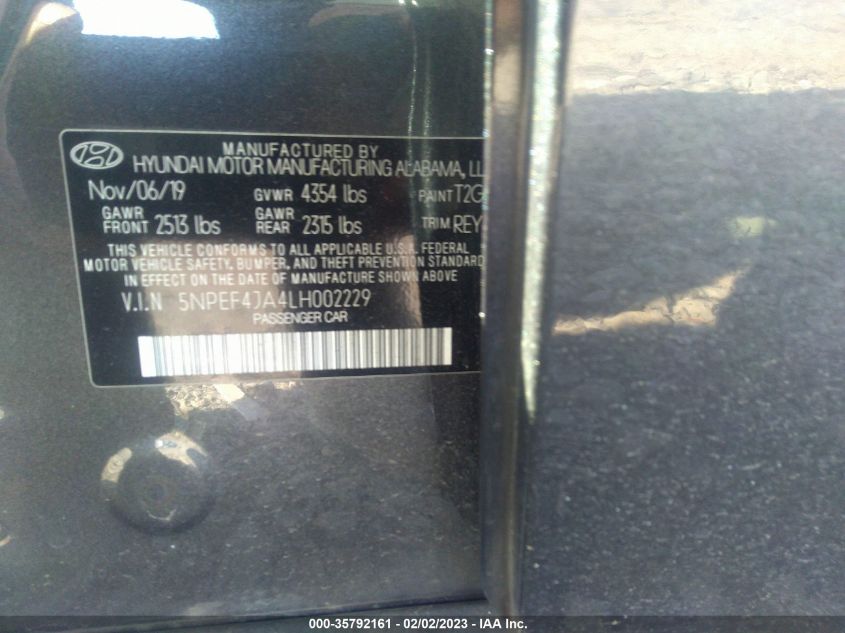 MANUFACTURED BY
HYUNDAI MOTOR MANUFACTURING ALABAMA, LL
Nov/06/19 GVWR 4354 lbs PAINT T2G
GAWR FRONT 2513 lbs GAWR REAR 2315 lbs TRIM REY
THIS VEHICLE CONFORMS TO ALL APPLICABLE U.S.A. FEDERAL
MOTOR VEHICLE SAFETY, BUMPER, AND THEFT PREVENTION STANDAR
IN EFFECT ON THE DATE OF MANUFACTURE SHOWN ABOVE
V.I.N 5NPEF4JA4LH002229
PASSENGER CAR
000-35792161 - 02/02/2023 - IAA Inc.